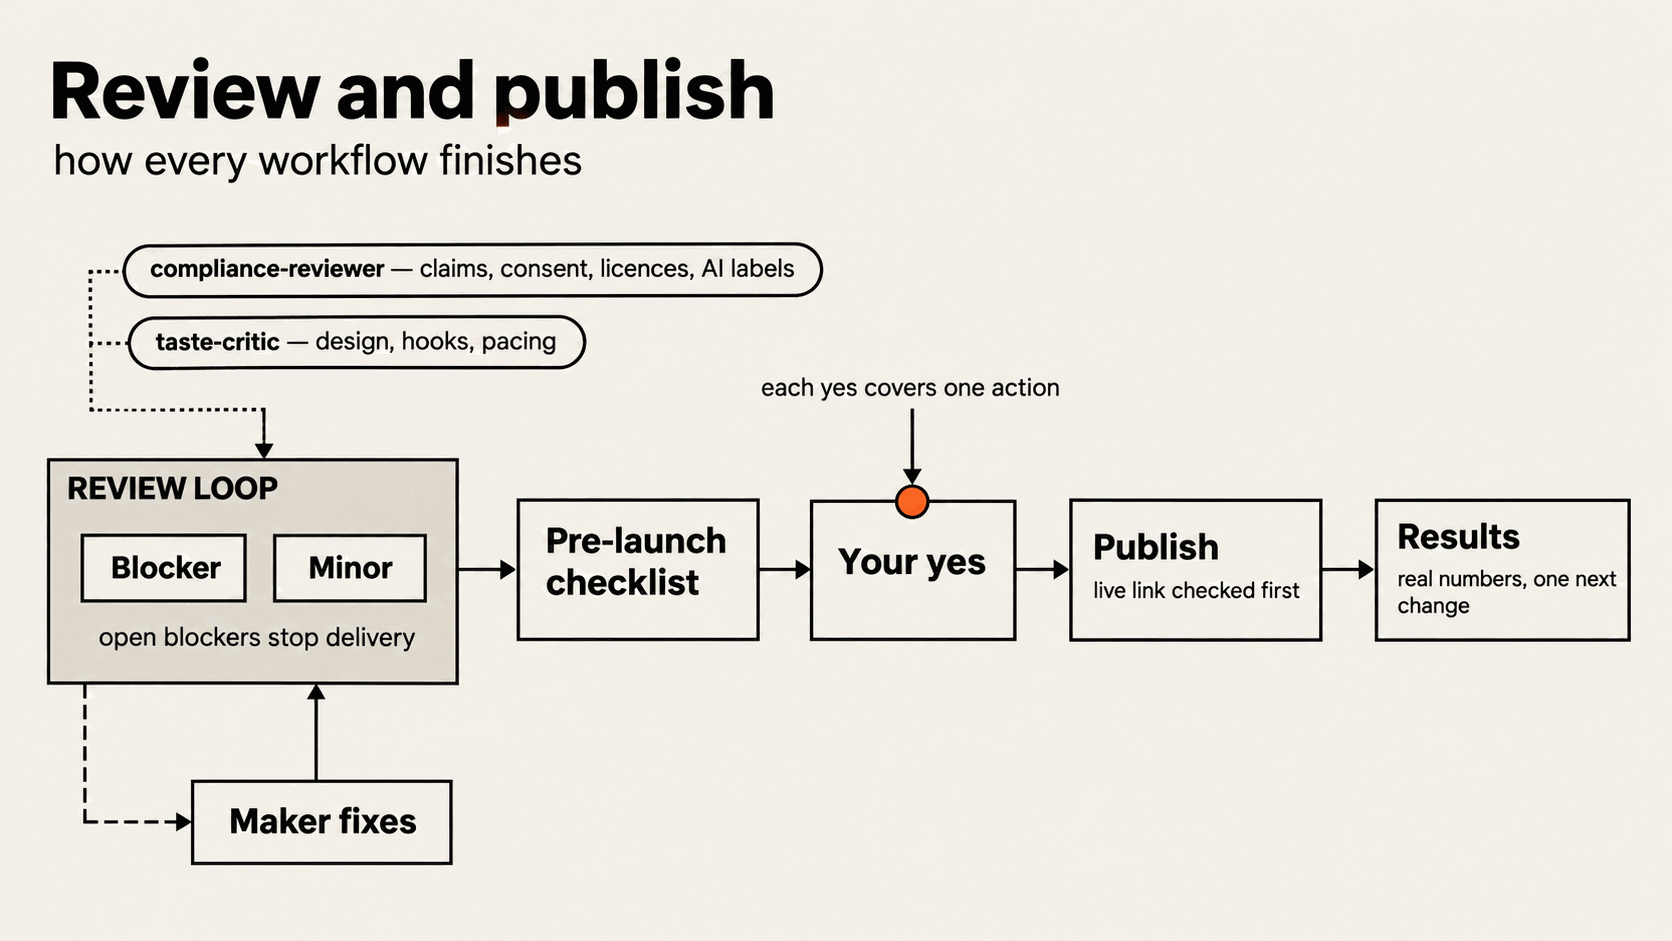 Review and publish
how every workflow finishes
compliance-reviewer — claims, consent, licences, AI labels
taste-critic — design, hooks, pacing
each yes covers one action
REVIEW LOOP
Blocker
Minor
open blockers stop delivery
Pre-launch
checklist
Your yes
Publish
live link checked first
Results
real numbers, one next
change
Maker fixes